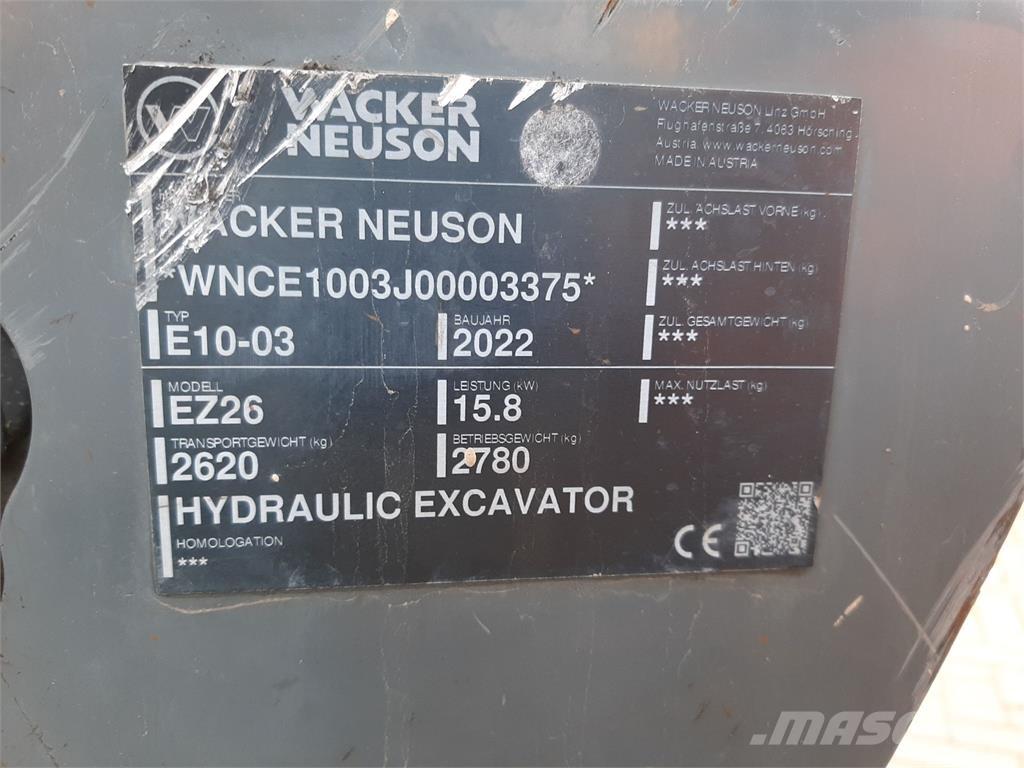 WACKER
NEUSON
WACKER NEUSON Linz GmbH
Flughafenstraße 7, 4063 Hörsching
Austria www.wackerneuson.com
MADE IN AUSTRIA
WACKER NEUSON
*WNCE1003J00003375*
TYP
E10-03
BAUJAHR
2022
ZUL. ACHSLAST VORNE (kg)
***
ZUL. ACHSLAST HINTEN (kg)
***
ZUL. GESAMTGEWICHT (kg)
***
MODELL
EZ26
LEISTUNG (kW)
15.8
MAX. NUTZLAST (kg)
***
TRANSPORTGEWICHT (kg)
2620
BETRIEBSGEWICHT (kg)
2780
HYDRAULIC EXCAVATOR
HOMOLOGATION
***
CE